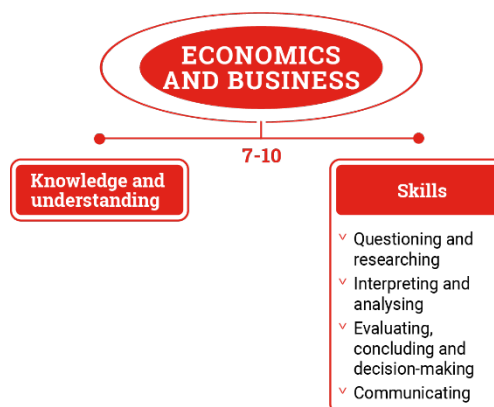 ECONOMICS
AND BUSINESS
7-10
Knowledge and
understanding
Skills
Questioning and
researching
Interpreting and
analysing
Evaluating,
concluding and
decision-making
Communicating